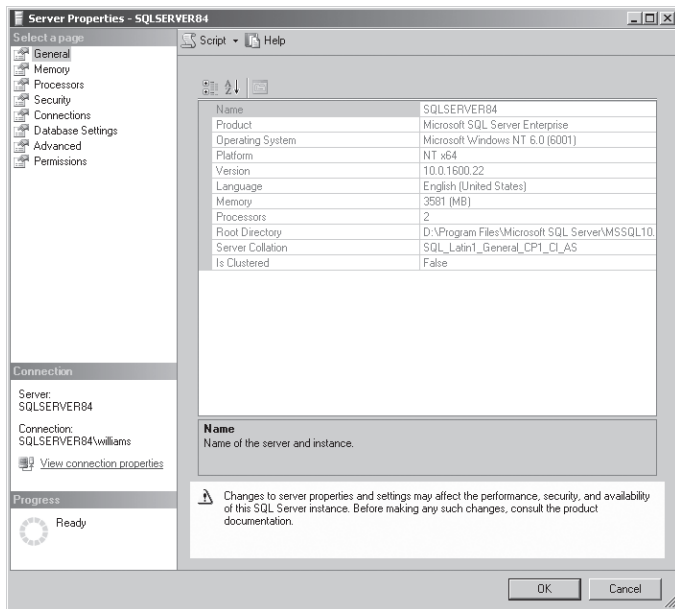 Server Properties - SQLSERVER84
Select a page
General
Memory
Processors
Security
Connections
Database Settings
Advanced
Permissions
Connection
Server:
SQLSERVER84
Connection:
SQLSERVER84\williams
View connection properties
Progress
Ready
Script Help
Name SQLSERVER84
Product Microsoft SQL Server Enterprise
Operating System Microsoft Windows NT 6.0 (6001)
Platform NT x64
Version 10.0.1600.22
Language English (United States)
Memory 3581 (MB)
Processors 2
Root Directory D:\Program Files\Microsoft SQL Server\MSSQL10.
Server Collation SQL_Latin1_General_CP1_CI_AS
Is Clustered False
Name
Name of the server and instance.
Changes to server properties and settings may affect the performance, security, and availability
of this SQL Server instance. Before making any such changes, consult the product
documentation.
OK Cancel